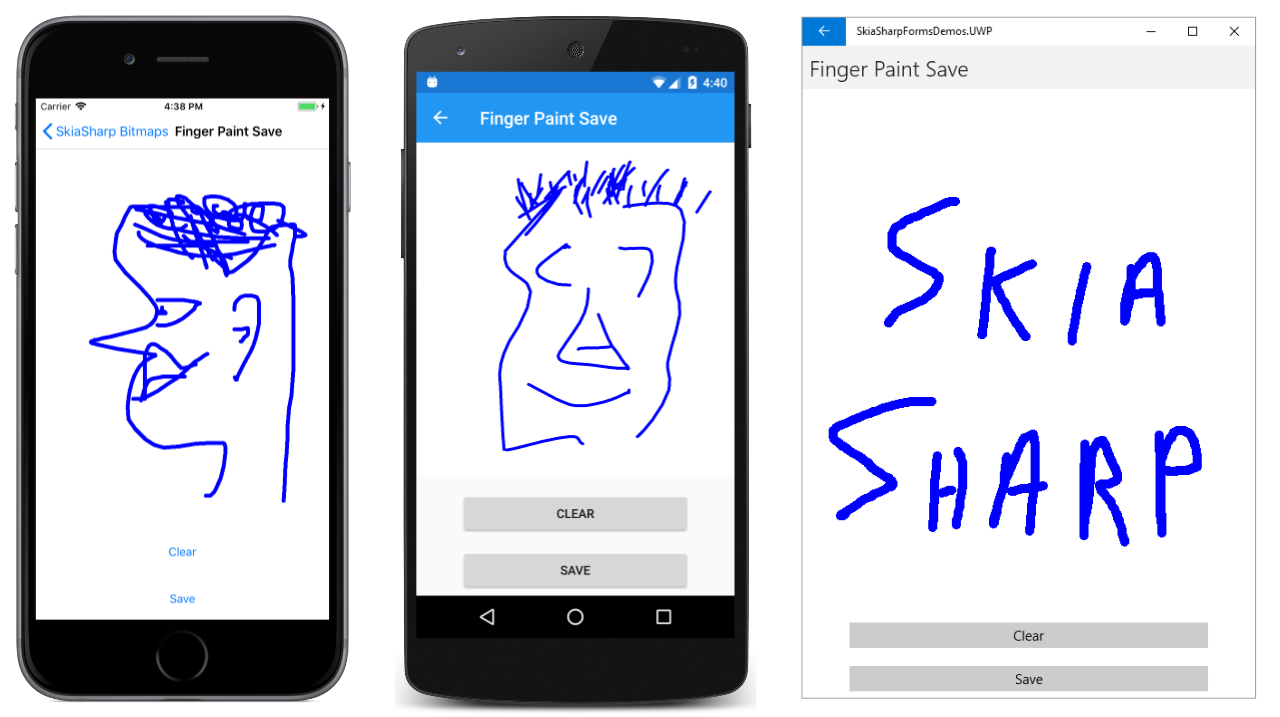 Carrier 4:38 PM
SkiaSharp Bitmaps Finger Paint Save
Clear
Save
4:40
Finger Paint Save
CLEAR
SAVE
SkiaSharpFormsDemos.UWP
Finger Paint Save
SKIA
SHARP
Clear
Save